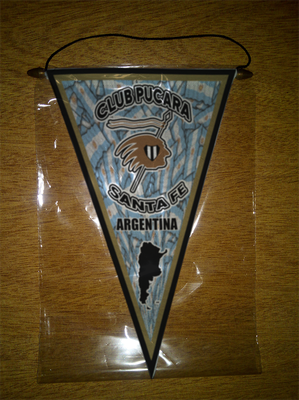 CLUB PUCARA
SANTA FE
ARGENTINA